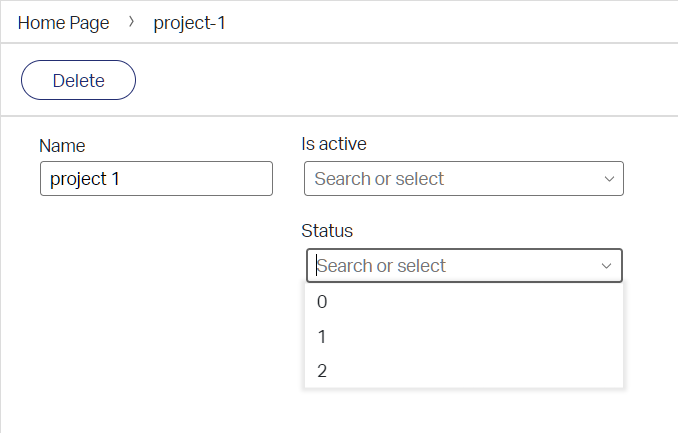 Home Page › project-1
Delete
Name
project 1
Is active
Search or select
Status
Search or select
0
1
2